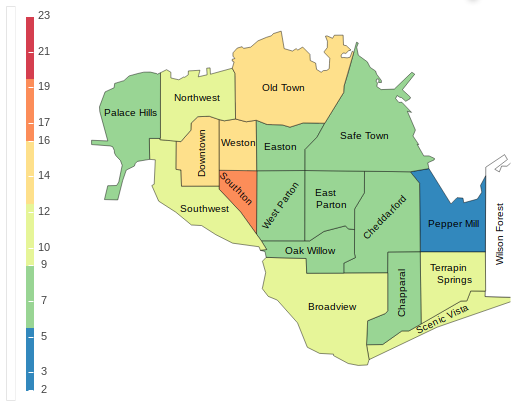 23
21
19
17
16
14
12
10
9
7
5
3
2
Old Town
Northwest
Palace Hills
Safe Town
Downtown
Weston
Easton
Southton
West Parton
East
Parton
Cheddarford
Southwest
Pepper Mill
Wilson Forest
Oak Willow
Terrapin
Springs
Chapparal
Broadview
Scenic Vista